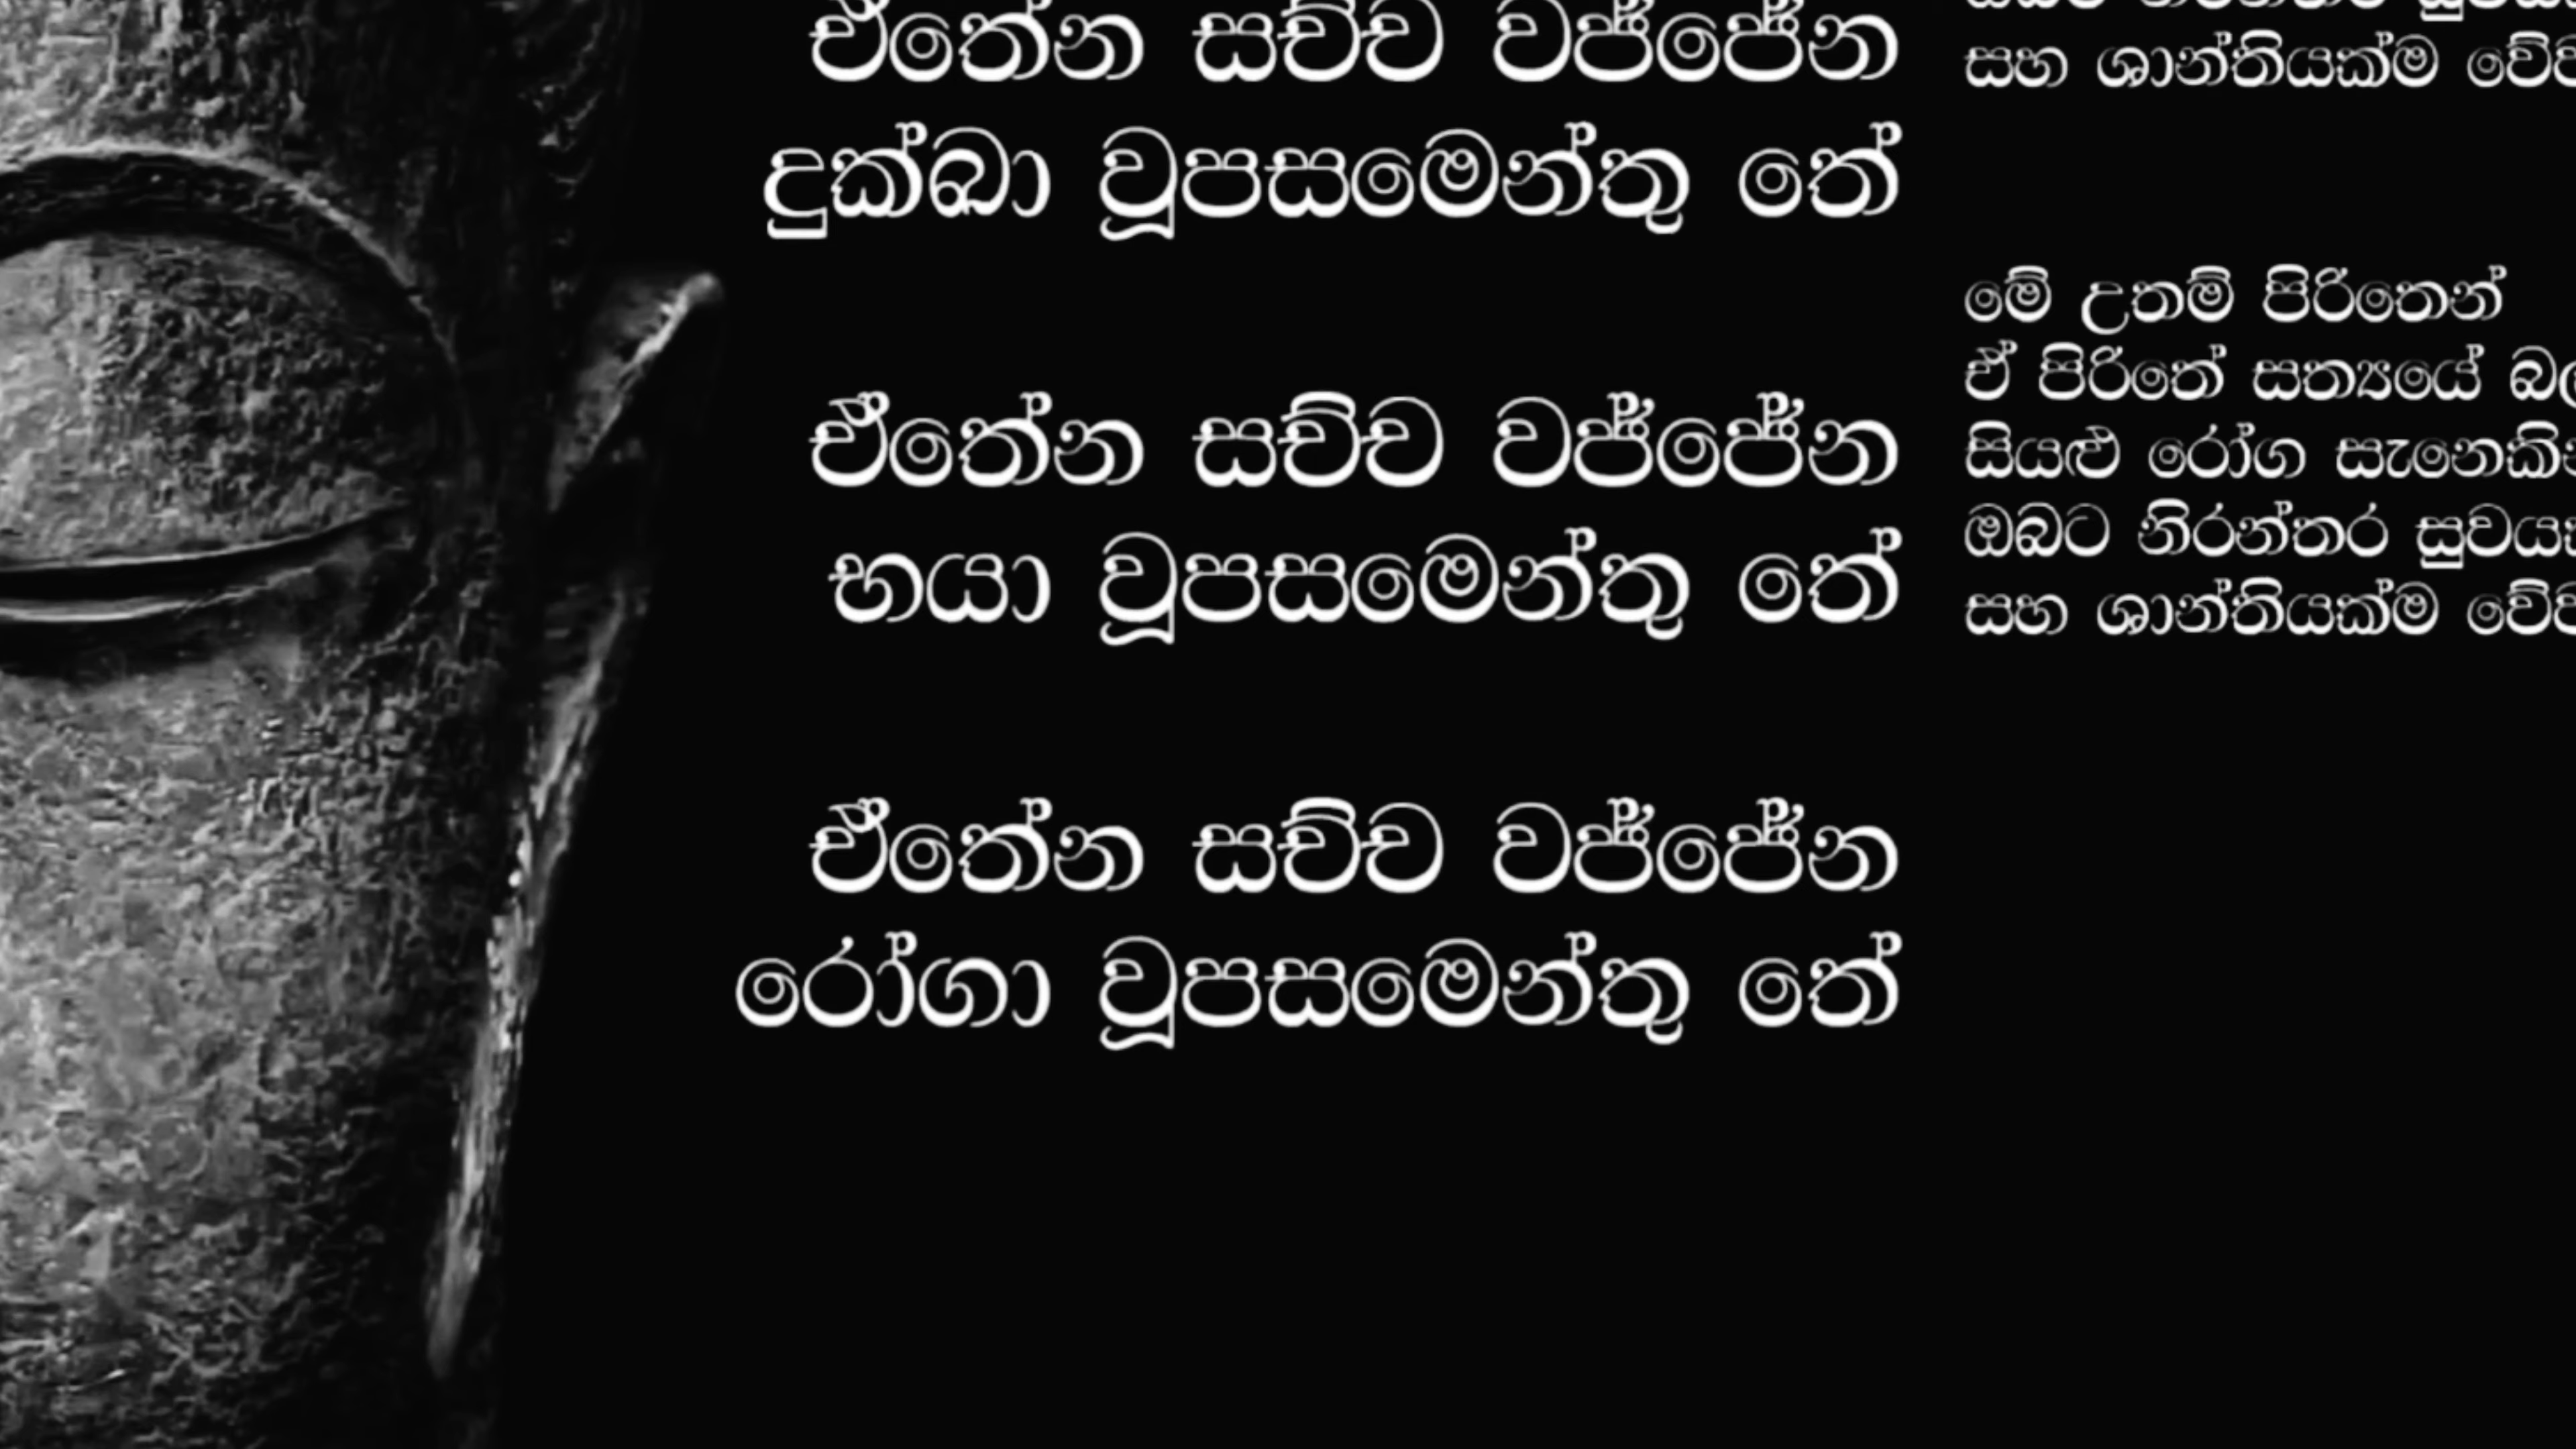 ඒතේන සච්ච වජ්ජේන
දුක්ඛා වූපසමෙන්තු තේ
ඒතේන සච්ච වජ්ජේන
භයා වූපසමෙන්තු තේ
ඒතේන සච්ච වජ්ජේන
රෝගා වූපසමෙන්තු තේ
සහ ශාන්තියක්ම
මේ උතම් පිරිතෙන්
ඒ පිරිතේ සත්‍යයේ
සියළු රෝග
ඔබට නිරන්තර
සහ ශාන්තියක්ම